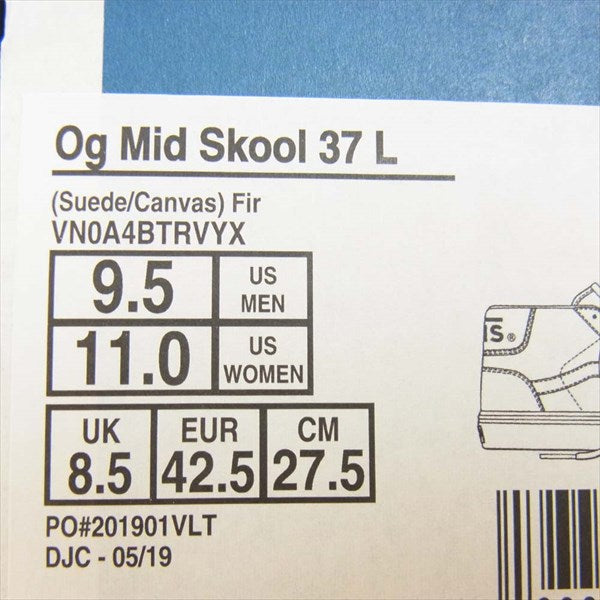 Og Mid Skool 37 L
(Suede/Canvas) Fir
VN0A4BTRVYX
9.5 US MEN
11.0 US WOMEN
UK EUR CM
8.5 42.5 27.5
PO#201901VLT
DJC - 05/19